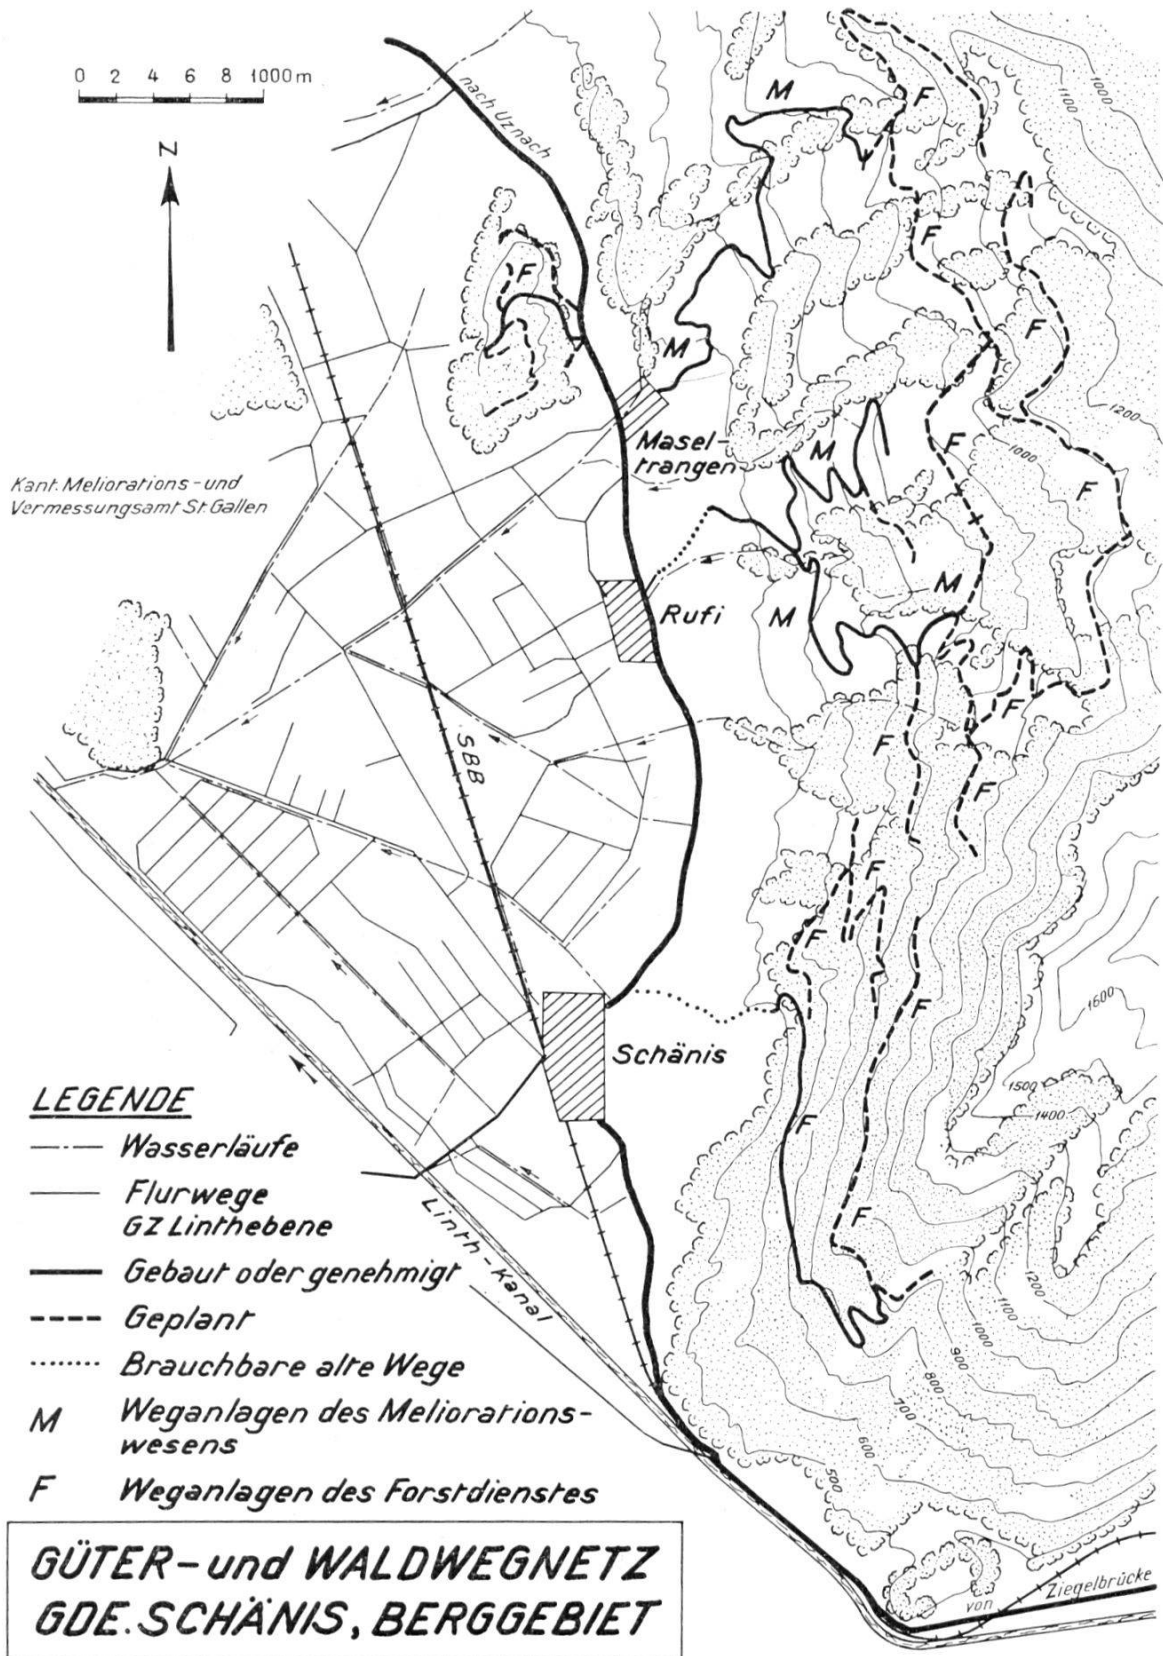 0 2 4 6 8 1000m
N
nach Uznach
M
F
1100
1000
F
F
F
M
1200
Masel-
trangen
M
F
1000
F
Kant. Meliorations- und
Vermessungsamt St. Gallen
Rufi
M
M
F
SBB
F
F
F
F
F
1600
Schänis
1500
1400
F
F
Linth-Kanal
1200
1100
1000
900
800
700
600
500
LEGENDE
Wasserläufe
Flurwege
GZ Linthebene
Gebaut oder genehmigt
Geplant
Brauchbare alte Wege
M Weganlagen des Meliorations-
wesens
F Weganlagen des Forstdienstes
von Ziegelbrücke
GÜTER- und WALDWEGNETZ
GDE. SCHÄNIS, BERGGEBIET